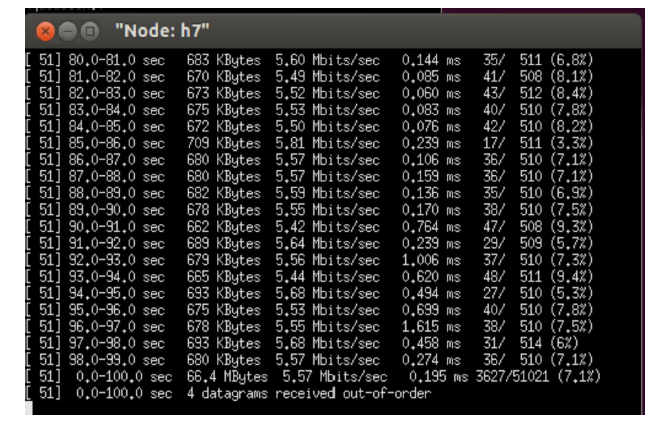 "Node: h7"
[ 51] 80.0-81.0 sec   683 KBytes  5.60 Mbits/sec   0.144 ms   35/  511 (6.8%)
[ 51] 81.0-82.0 sec   670 KBytes  5.49 Mbits/sec   0.085 ms   41/  508 (8.1%)
[ 51] 82.0-83.0 sec   673 KBytes  5.52 Mbits/sec   0.060 ms   43/  512 (8.4%)
[ 51] 83.0-84.0 sec   675 KBytes  5.53 Mbits/sec   0.083 ms   40/  510 (7.8%)
[ 51] 84.0-85.0 sec   672 KBytes  5.50 Mbits/sec   0.076 ms   42/  510 (8.2%)
[ 51] 85.0-86.0 sec   709 KBytes  5.81 Mbits/sec   0.239 ms   17/  511 (3.3%)
[ 51] 86.0-87.0 sec   680 KBytes  5.57 Mbits/sec   0.106 ms   36/  510 (7.1%)
[ 51] 87.0-88.0 sec   680 KBytes  5.57 Mbits/sec   0.159 ms   36/  510 (7.1%)
[ 51] 88.0-89.0 sec   682 KBytes  5.59 Mbits/sec   0.136 ms   35/  510 (6.9%)
[ 51] 89.0-90.0 sec   678 KBytes  5.55 Mbits/sec   0.170 ms   38/  510 (7.5%)
[ 51] 90.0-91.0 sec   662 KBytes  5.42 Mbits/sec   0.764 ms   47/  508 (9.3%)
[ 51] 91.0-92.0 sec   689 KBytes  5.64 Mbits/sec   0.239 ms   29/  509 (5.7%)
[ 51] 92.0-93.0 sec   679 KBytes  5.56 Mbits/sec   1.006 ms   37/  510 (7.3%)
[ 51] 93.0-94.0 sec   665 KBytes  5.44 Mbits/sec   0.620 ms   48/  511 (9.4%)
[ 51] 94.0-95.0 sec   693 KBytes  5.68 Mbits/sec   0.494 ms   27/  510 (5.3%)
[ 51] 95.0-96.0 sec   675 KBytes  5.53 Mbits/sec   0.699 ms   40/  510 (7.8%)
[ 51] 96.0-97.0 sec   678 KBytes  5.55 Mbits/sec   1.615 ms   38/  510 (7.5%)
[ 51] 97.0-98.0 sec   693 KBytes  5.68 Mbits/sec   0.458 ms   31/  514 (6%)
[ 51] 98.0-99.0 sec   680 KBytes  5.57 Mbits/sec   0.274 ms   36/  510 (7.1%)
[ 51]  0.0-100.0 sec  66.4 MBytes  5.57 Mbits/sec   0.195 ms 3627/51021 (7.1%)
[ 51]  0.0-100.0 sec  4 datagrams received out-of-order